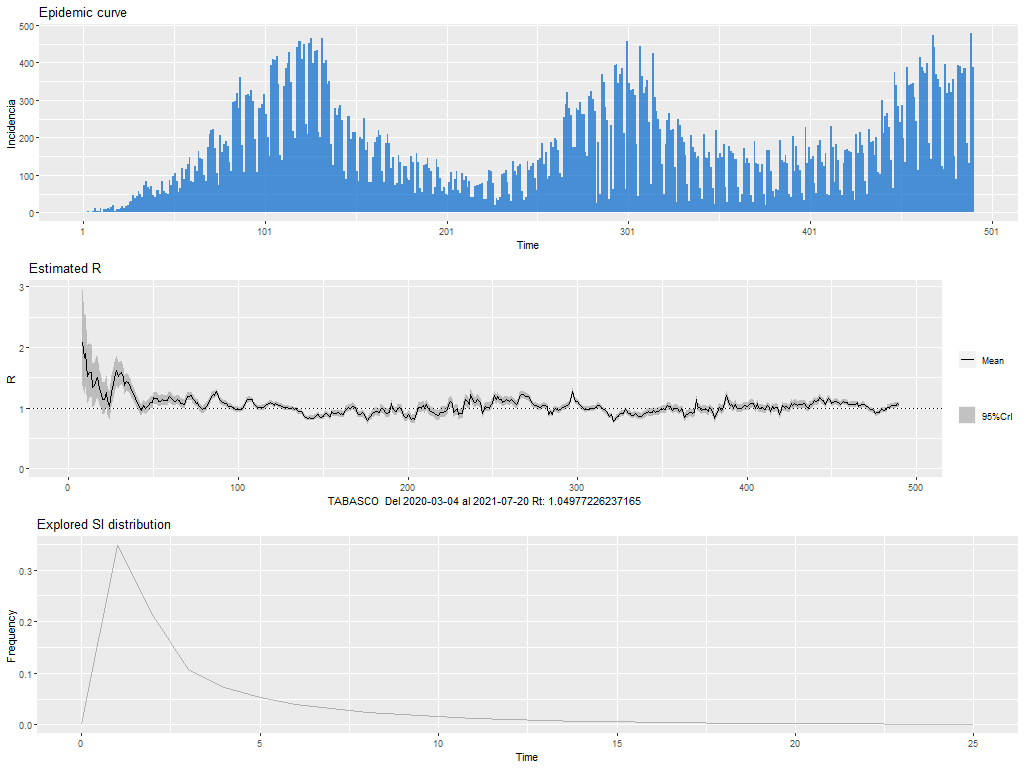 Epidemic curve
500
400
300
200
100
0
Incidencia
1
101
201
301
401
501
Time
Estimated R
3
2
1
0
R
0
100
200
300
400
500
TABASCO Del 2020-03-04 al 2021-07-20 Rt: 1.04977226237165
Mean
95%CrI
Explored SI distribution
0.3
0.2
0.1
0.0
Frequency
0
5
10
15
20
25
Time